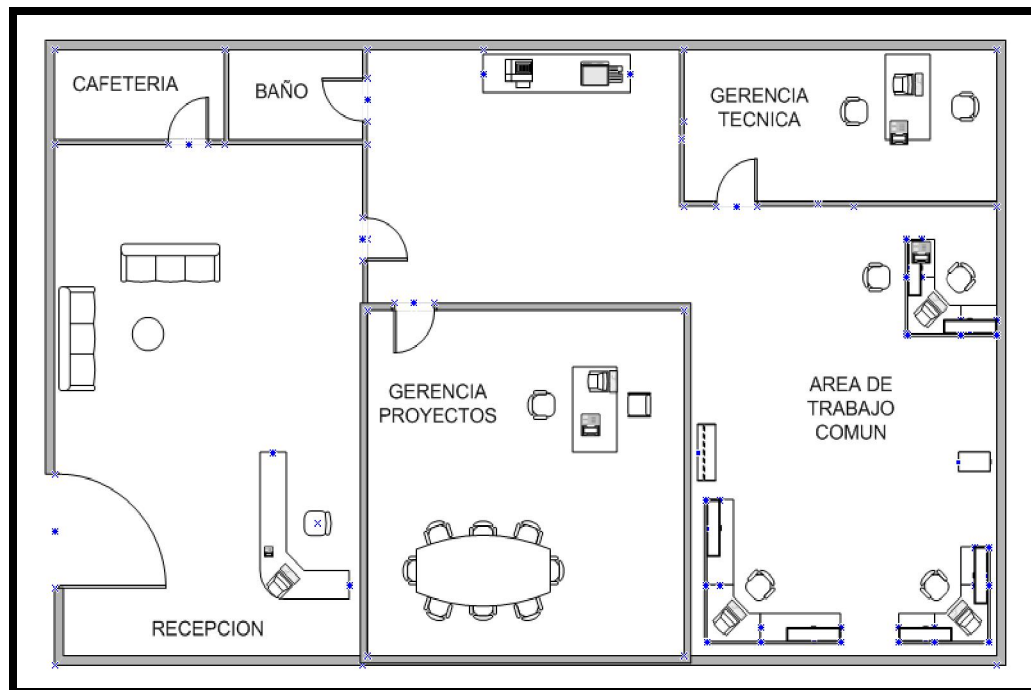 CAFETERIA
BAÑO
GERENCIA
TECNICA
GERENCIA
PROYECTOS
AREA DE
TRABAJO
COMUN
RECEPCION